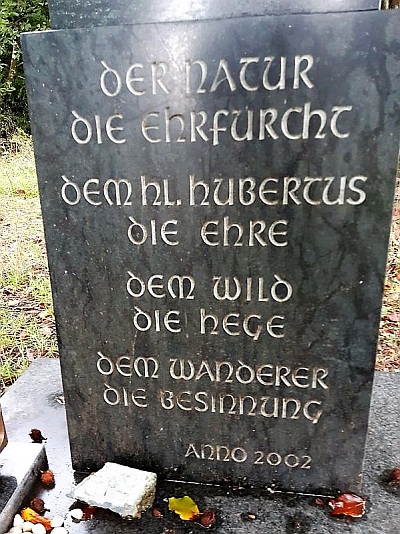 DER NATUR
DIE EHRFURCHT
DEM HL. HUBERTUS
DIE EHRE
DEM WILD
DIE HEGE
DEM WANDERER
DIE BESINNUNG
ANNO 2002